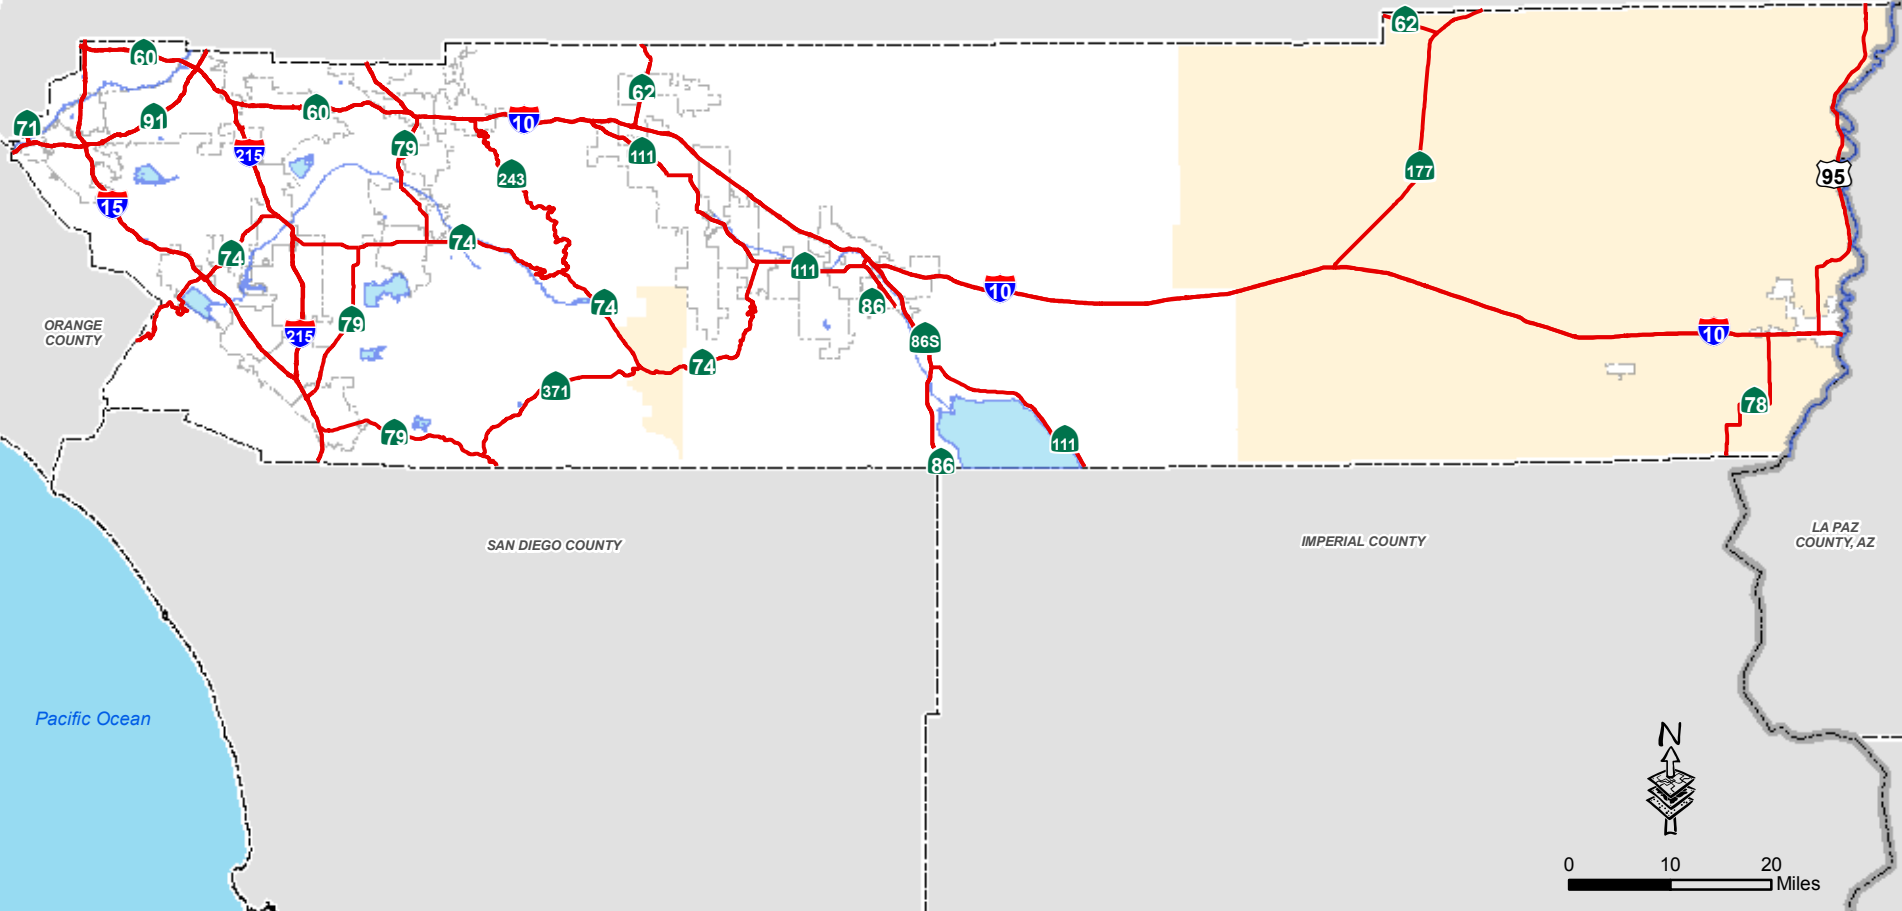 62
60
62
60
91
10
71
79
111
215
243
177
95
15
74
74
111
10
74
86
79
215
ORANGE
COUNTY
10
86S
74
371
78
79
111
86
SAN DIEGO COUNTY
IMPERIAL COUNTY
LA PAZ
COUNTY, AZ
Pacific Ocean
N
0 10 20
Miles